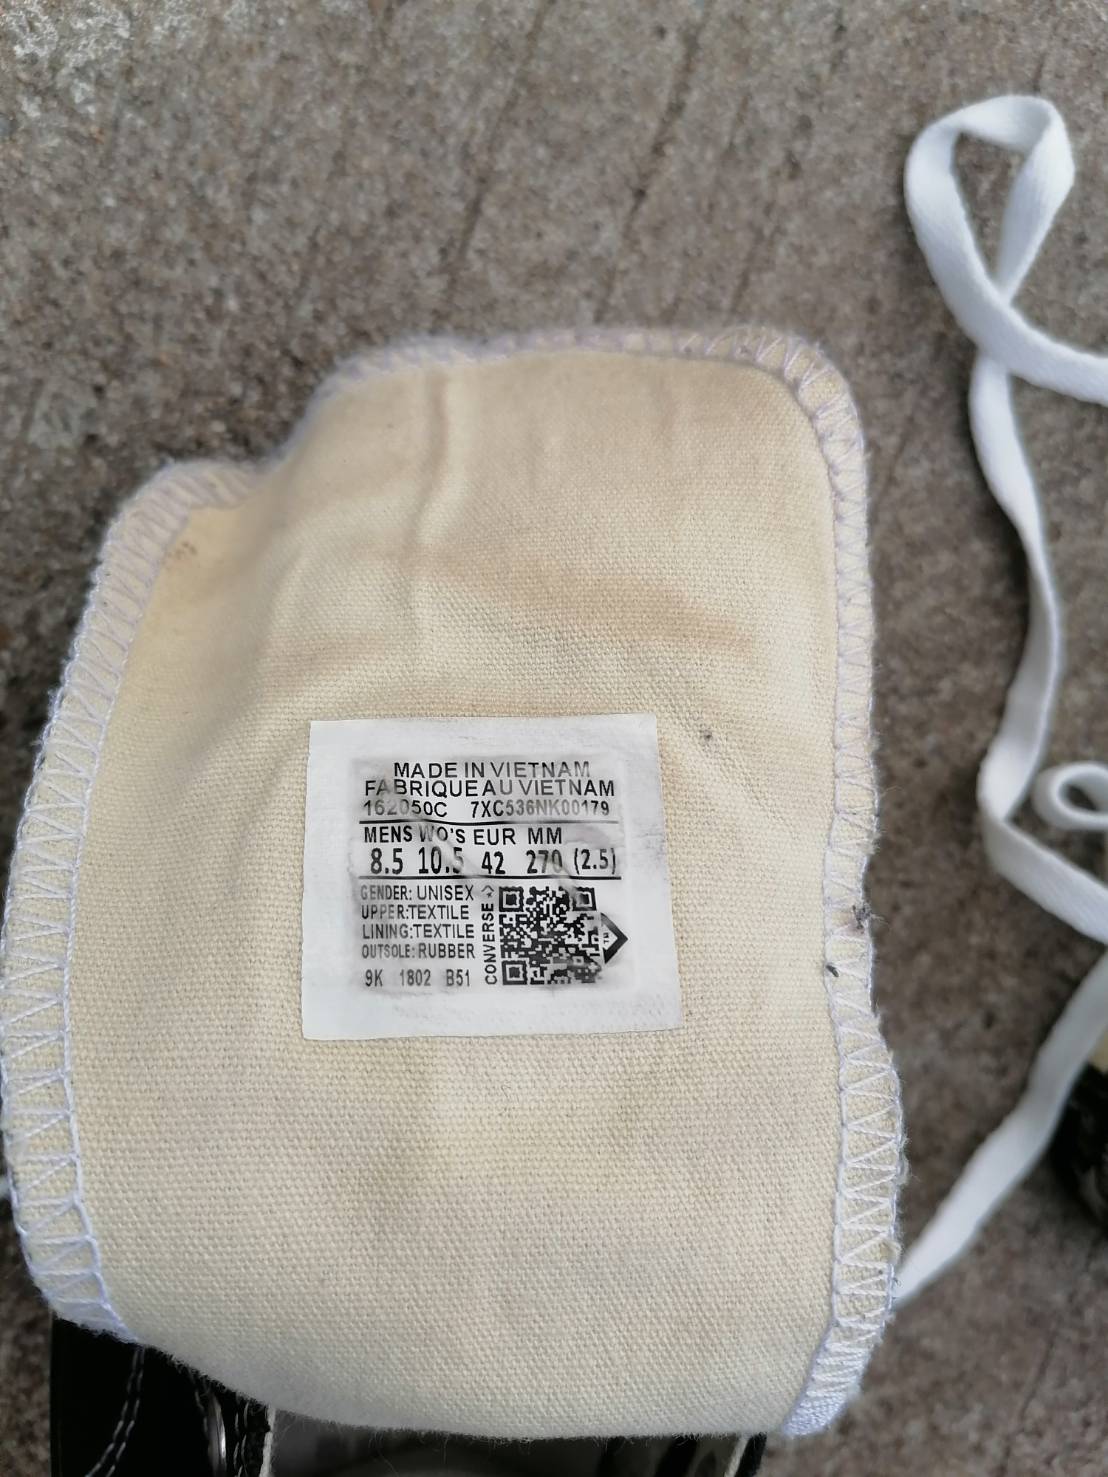 MADE IN VIETNAM
FABRIQUE AU VIETNAM
162050C 7XC536NK00179
MENS WO'S EUR MM
8.5 10.5 42 270 (2.5)
GENDER: UNISEX
UPPER:TEXTILE
LINING:TEXTILE
OUTSOLE: RUBBER
9K 1802 B51
CONVERSE